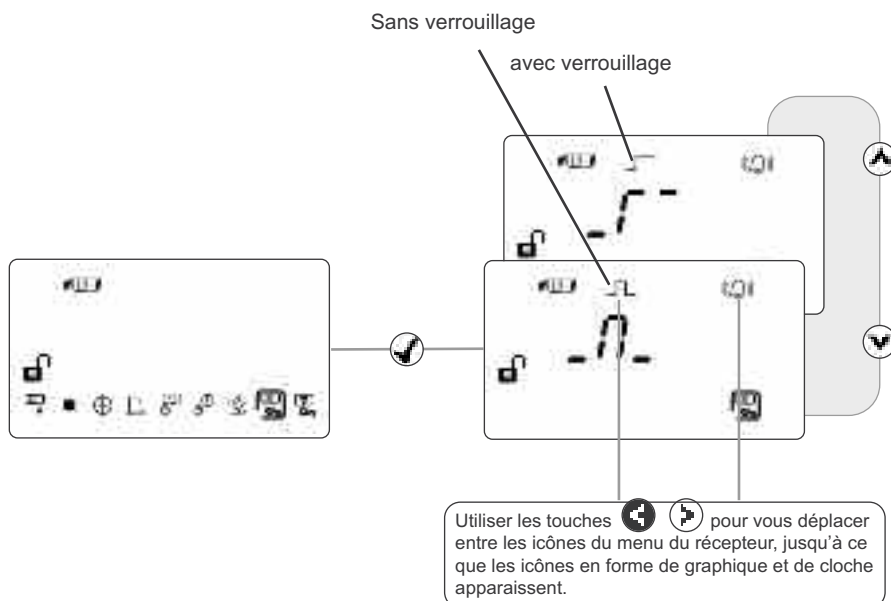 Sans verrouillage
avec verrouillage
Utiliser les touches pour vous déplacer
entre les icônes du menu du récepteur, jusqu'à ce
que les icônes en forme de graphique et de cloche
apparaissent.